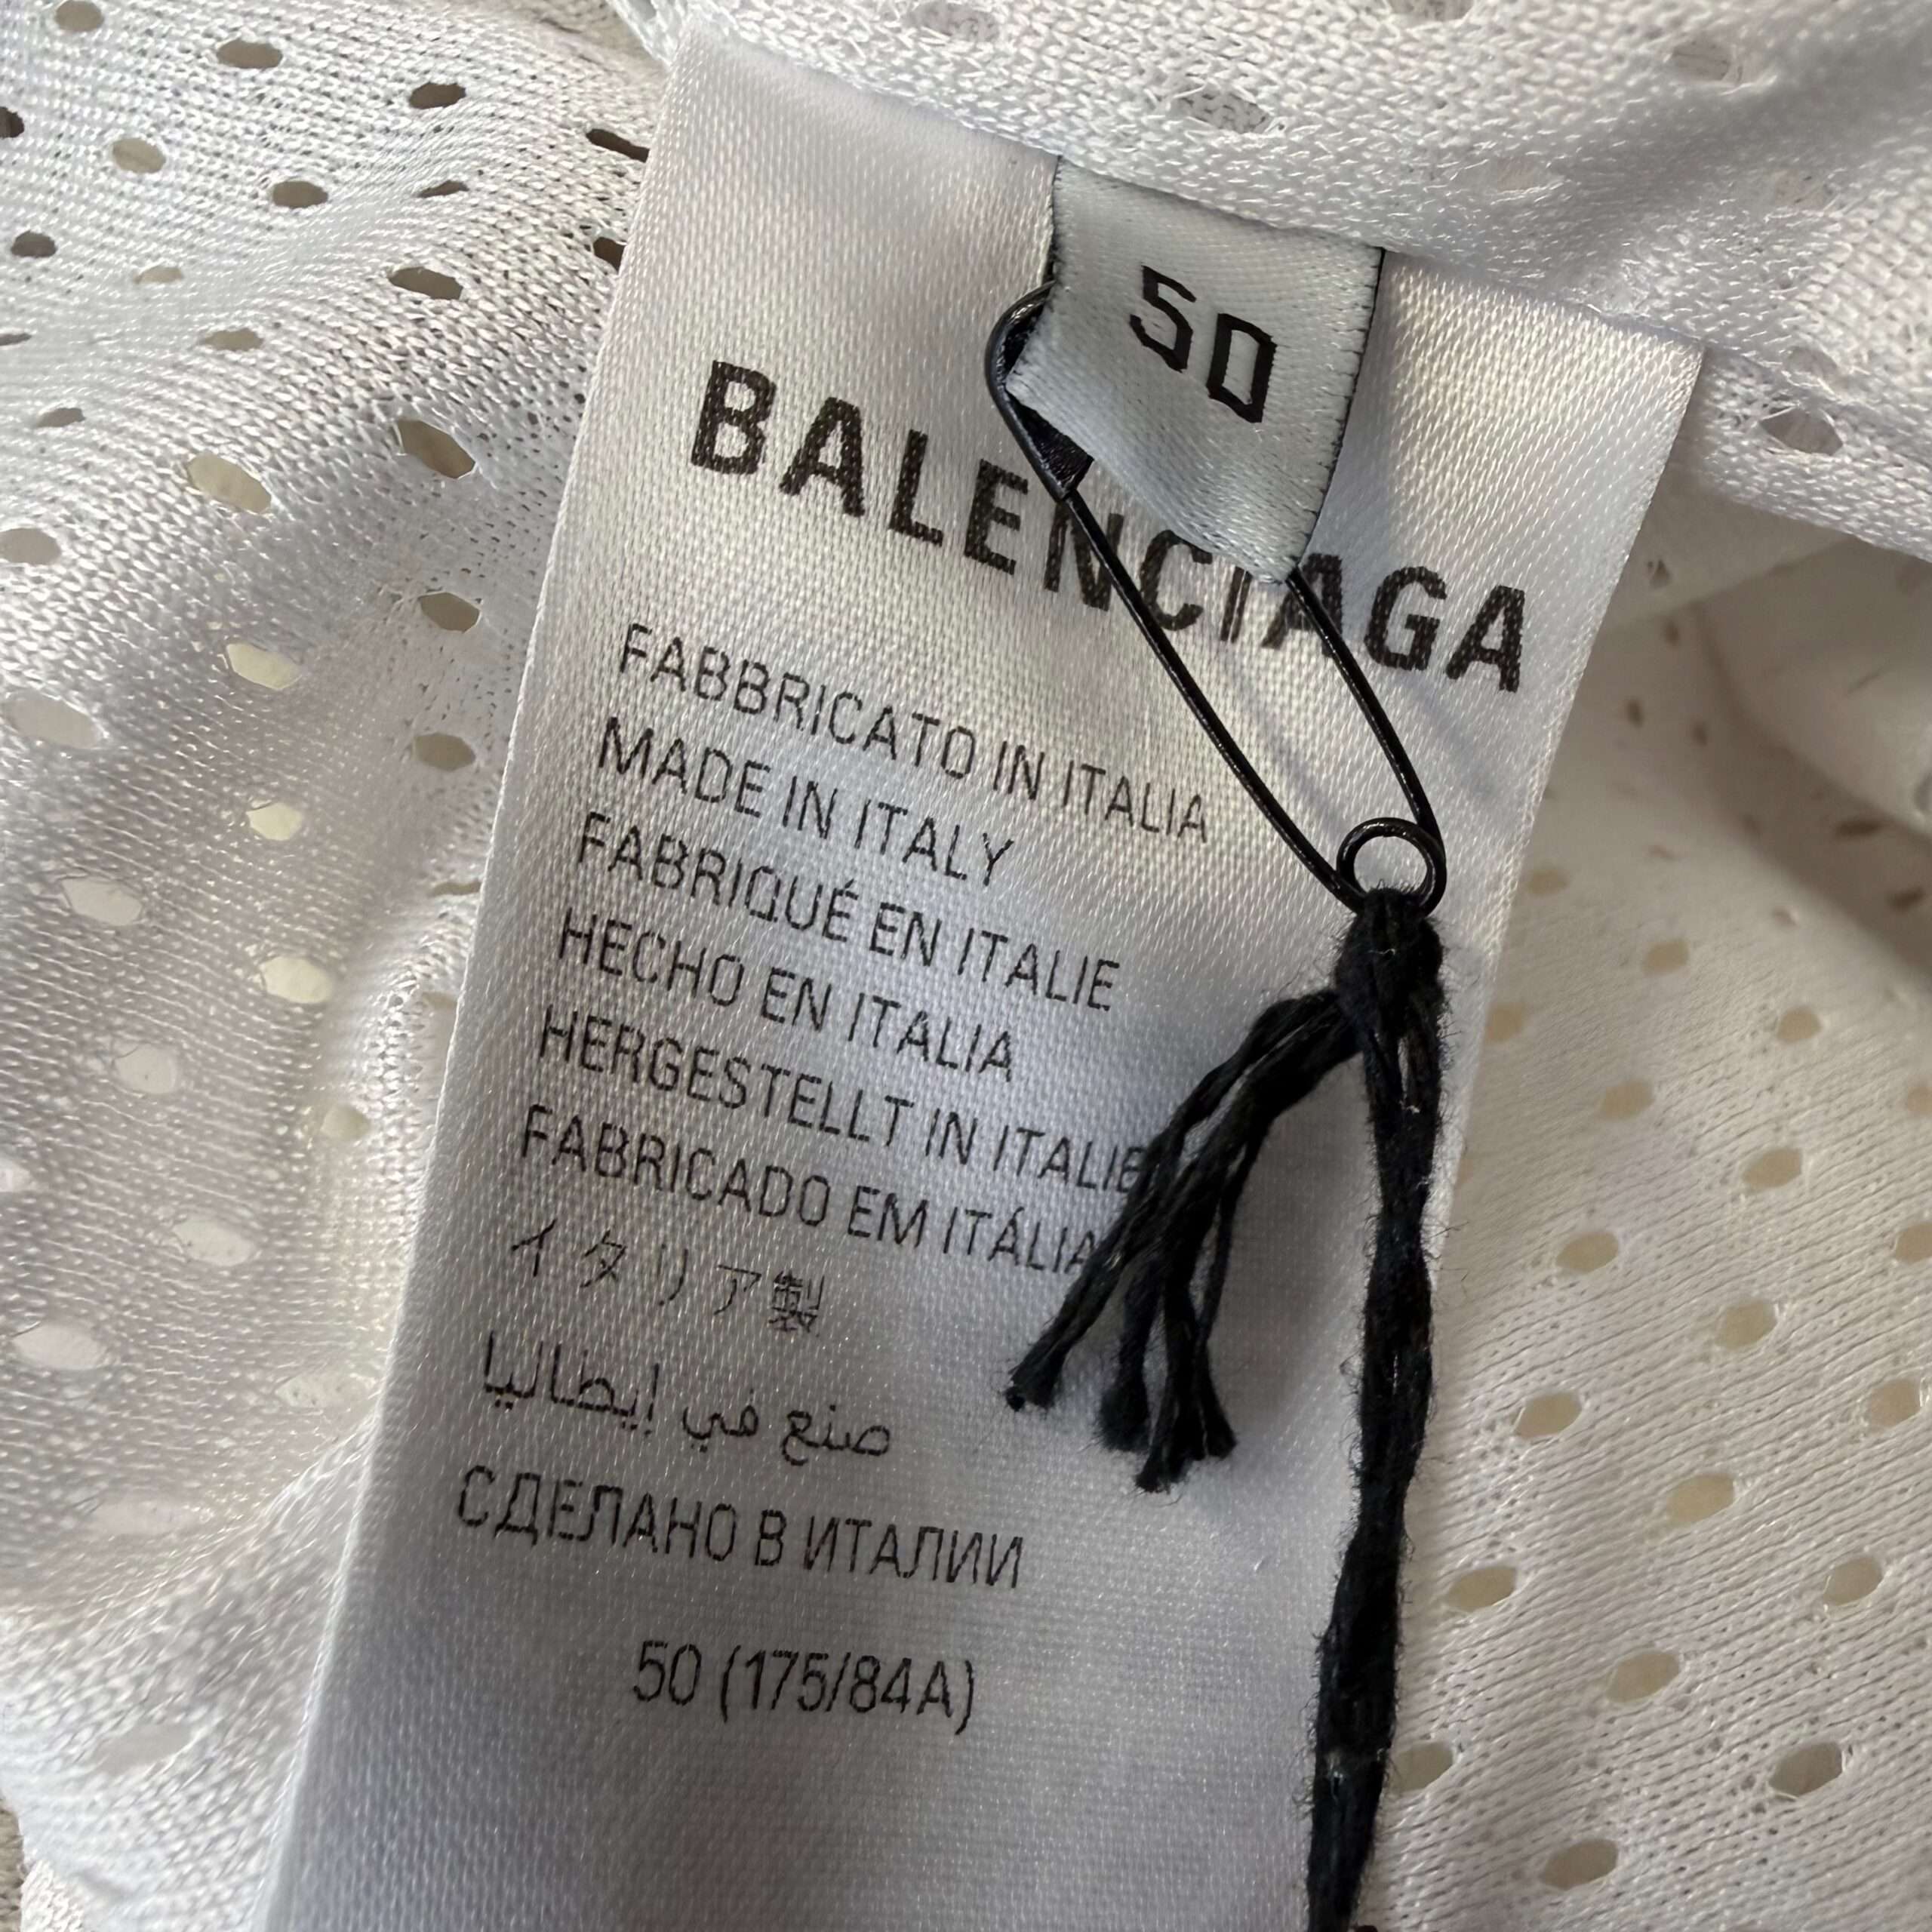 50
BALENCIAGA
FABBRICATO IN ITALIA
MADE IN ITALY
FABRIQUÉ EN ITALIE
HECHO EN ITALIA
HERGESTELLT IN ITALIE
FABRICADO EM ITÁLIA
イタリア製
صنع في إيطاليا
СДЕЛАНО В ИТАЛИИ
50 (175/84A)